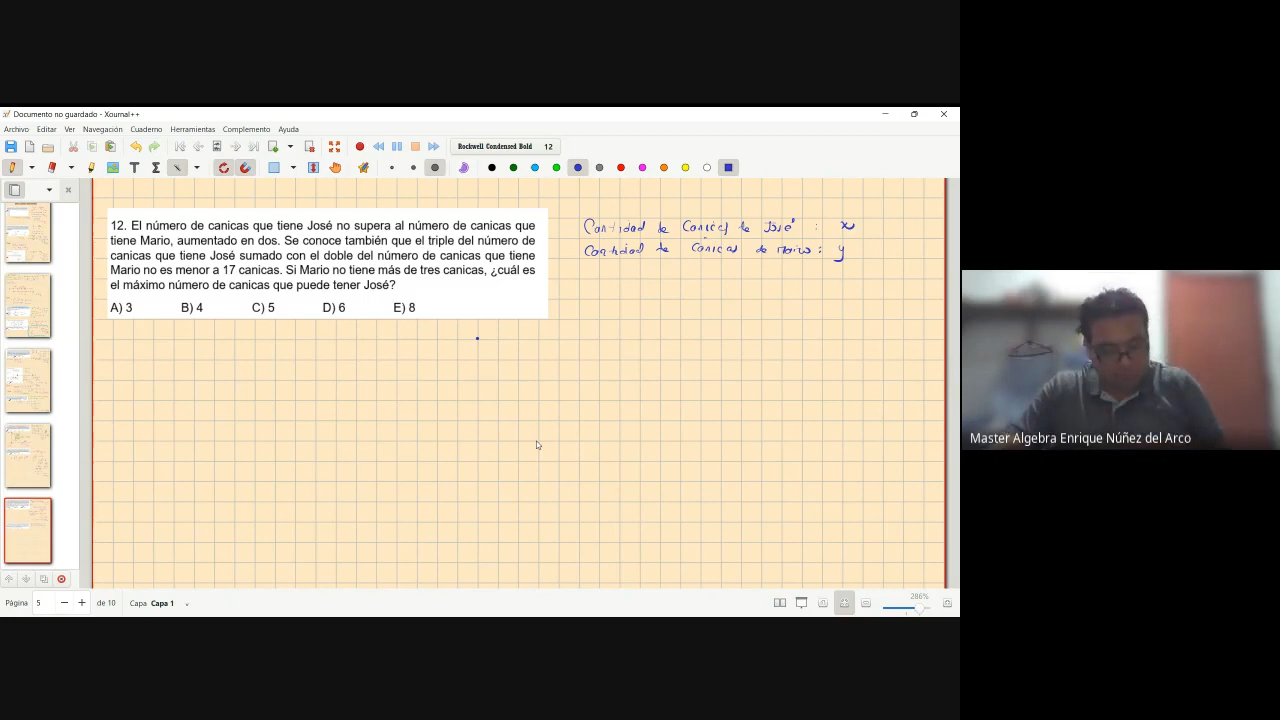 Documento no guardado - Xournal++
Archivo Editar Ver Navegación Cuaderno Herramientas Complemento Ayuda
Rockwell Condensed Bold 12
12. El número de canicas que tiene José no supera al número de canicas que
tiene Mario, aumentado en dos. Se conoce también que el triple del número de
canicas que tiene José sumado con el doble del número de canicas que tiene
Mario no es menor a 17 canicas. Si Mario no tiene más de tres canicas, ¿cuál es
el máximo número de canicas que puede tener José?
A) 3 B) 4 C) 5 D) 6 E) 8
Cantidad de Canicas de José : x
Cantidad de Canicas de Mario : y
Master Algebra Enrique Núñez del Arco
Página 5 de 10 Capa Capa 1
286%